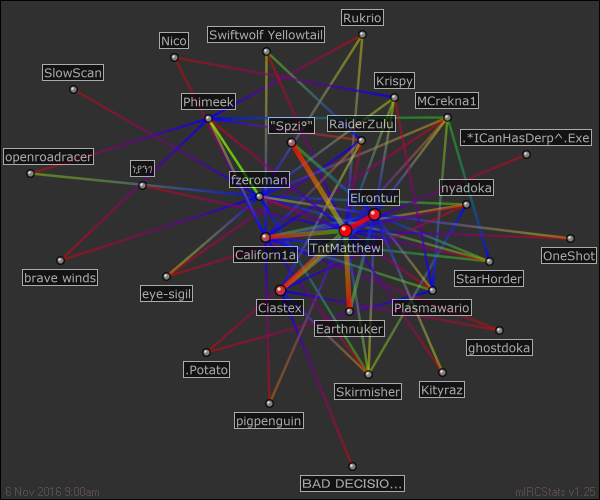 Rukrio
Swiftwolf Yellowtail
Nico
SlowScan
Krispy
Phimeek
MCrekna1
"Spzi°"
RaiderZulu
.*ICanHasDerp^.Exe
openroadracer
fzeroman
Elrontur
nyadoka
TntMatthew
Californ1a
OneShot
brave winds
StarHorder
eye-sigil
Ciastex
Plasmawario
Earthnuker
ghostdoka
.Potato
Skirmisher
Kityraz
pigpenguin
BAD DECISIO...
6 Nov 2016 9:00am
mIRCStats v1.25